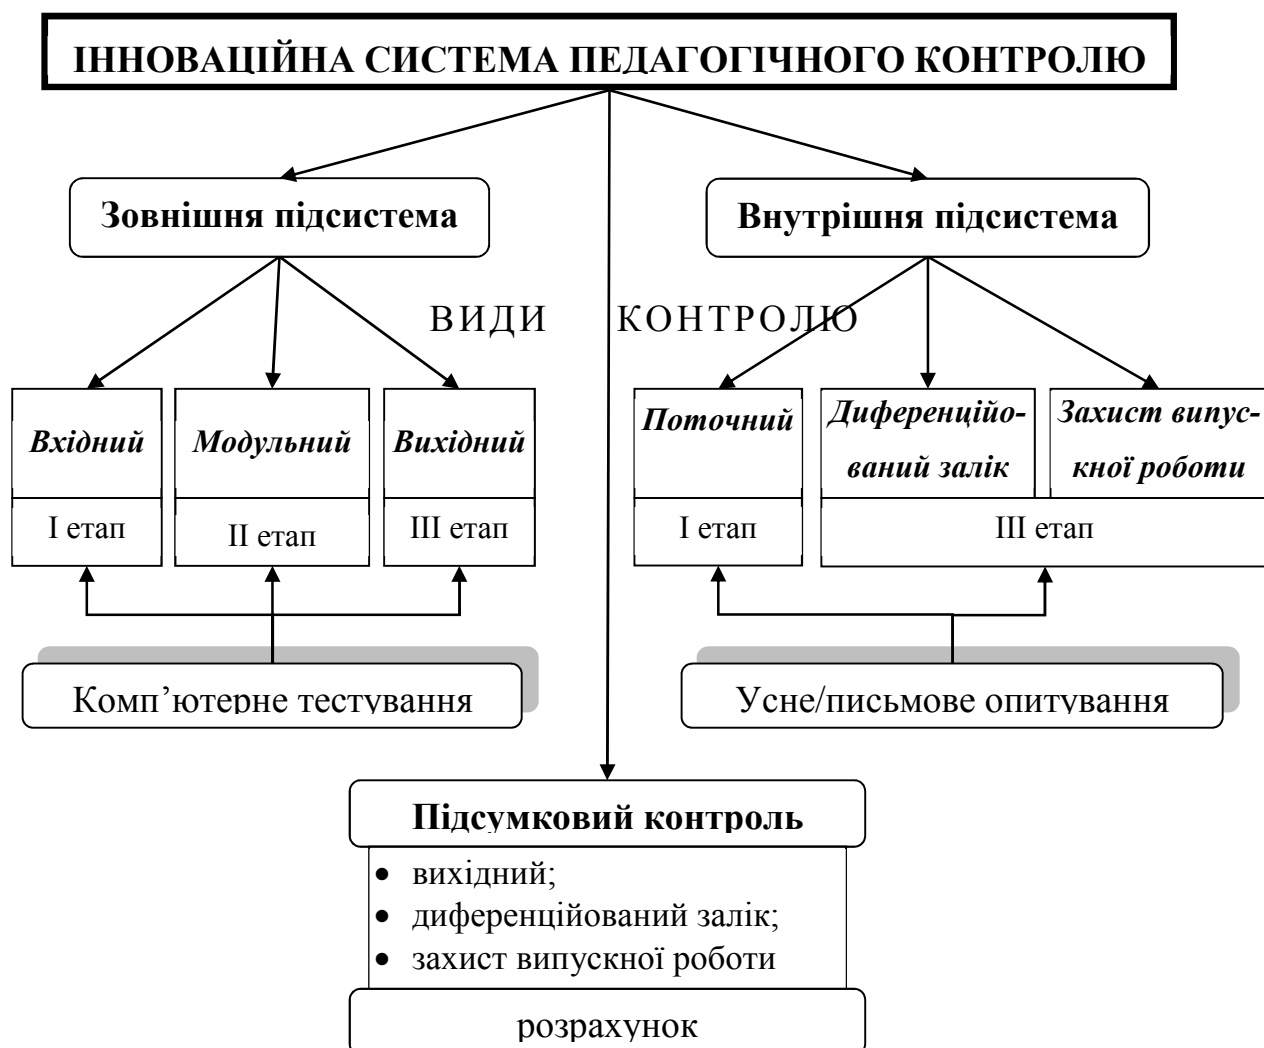 ІННОВАЦІЙНА СИСТЕМА ПЕДАГОГІЧНОГО КОНТРОЛЮ
Зовнішня підсистема
Внутрішня підсистема
ВИДИ КОНТРОЛЮ
Вхідний
Модульний
Вихідний
Поточний
Диференційо-
ваний залік
Захист випус-
кної роботи
І етап
ІІ етап
ІІІ етап
І етап
ІІІ етап
Комп’ютерне тестування
Усне/письмове опитування
Підсумковий контроль
• вихідний;
• диференційований залік;
• захист випускної роботи
розрахунок